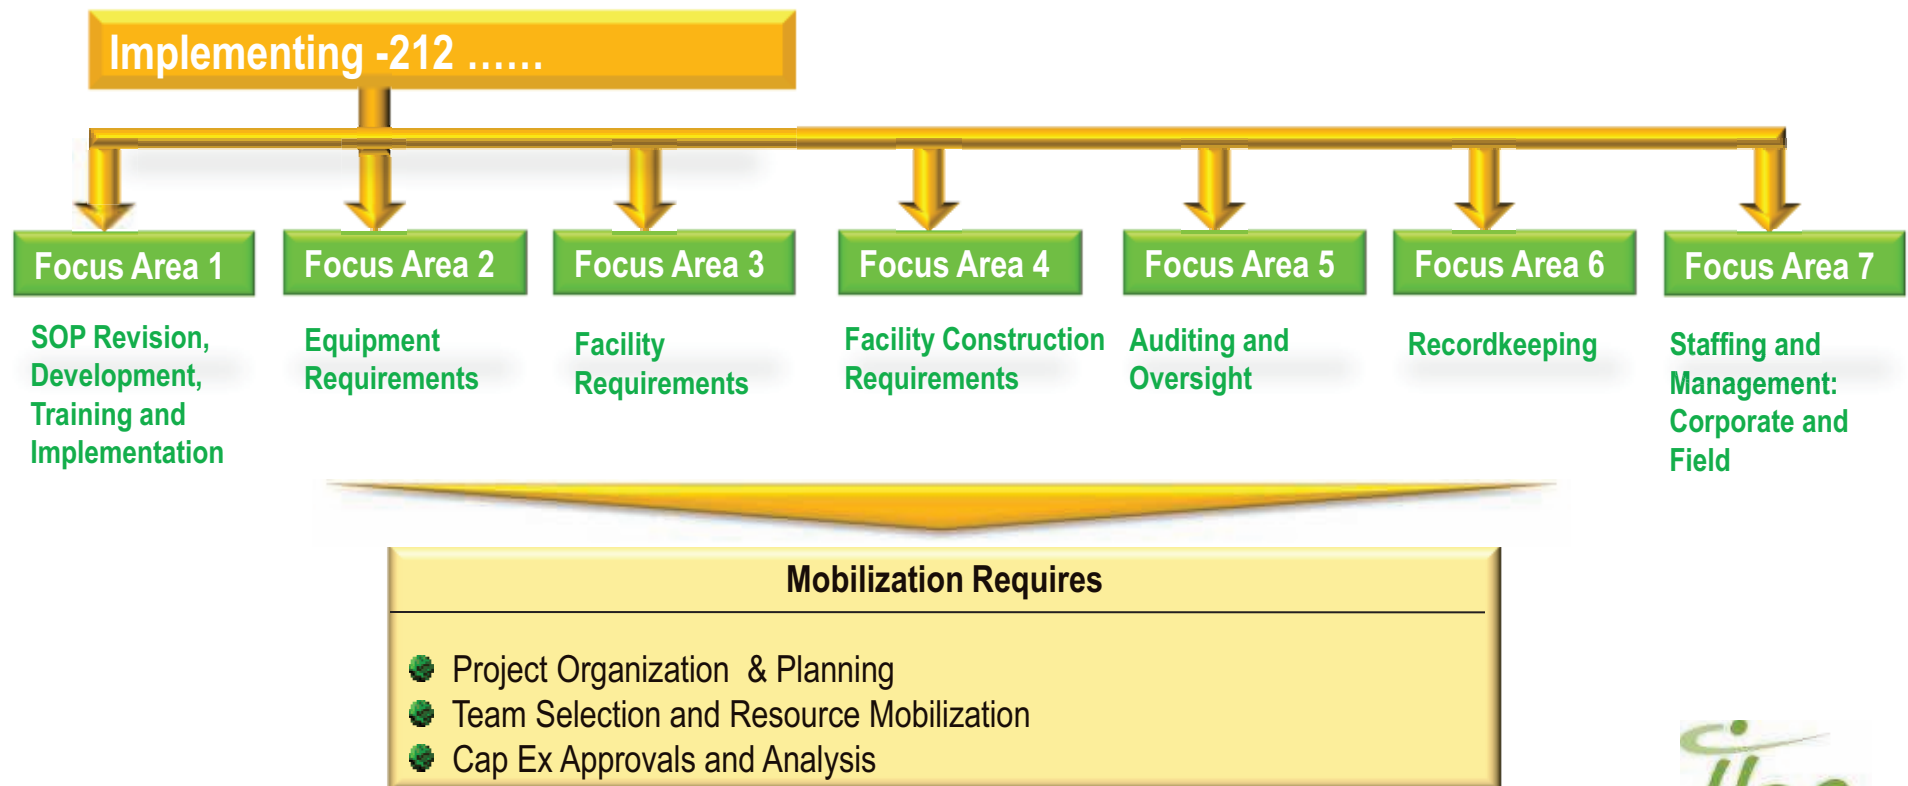 Implementing -212 ……
Focus Area 1
Focus Area 2
Focus Area 3
Focus Area 4
Focus Area 5
Focus Area 6
Focus Area 7
SOP Revision,
Development,
Training and
Implementation
Equipment
Requirements
Facility
Requirements
Facility Construction
Requirements
Auditing and
Oversight
Recordkeeping
Staffing and
Management:
Corporate and
Field
Mobilization Requires
Project Organization  & Planning
Team Selection and Resource Mobilization
Cap Ex Approvals and Analysis